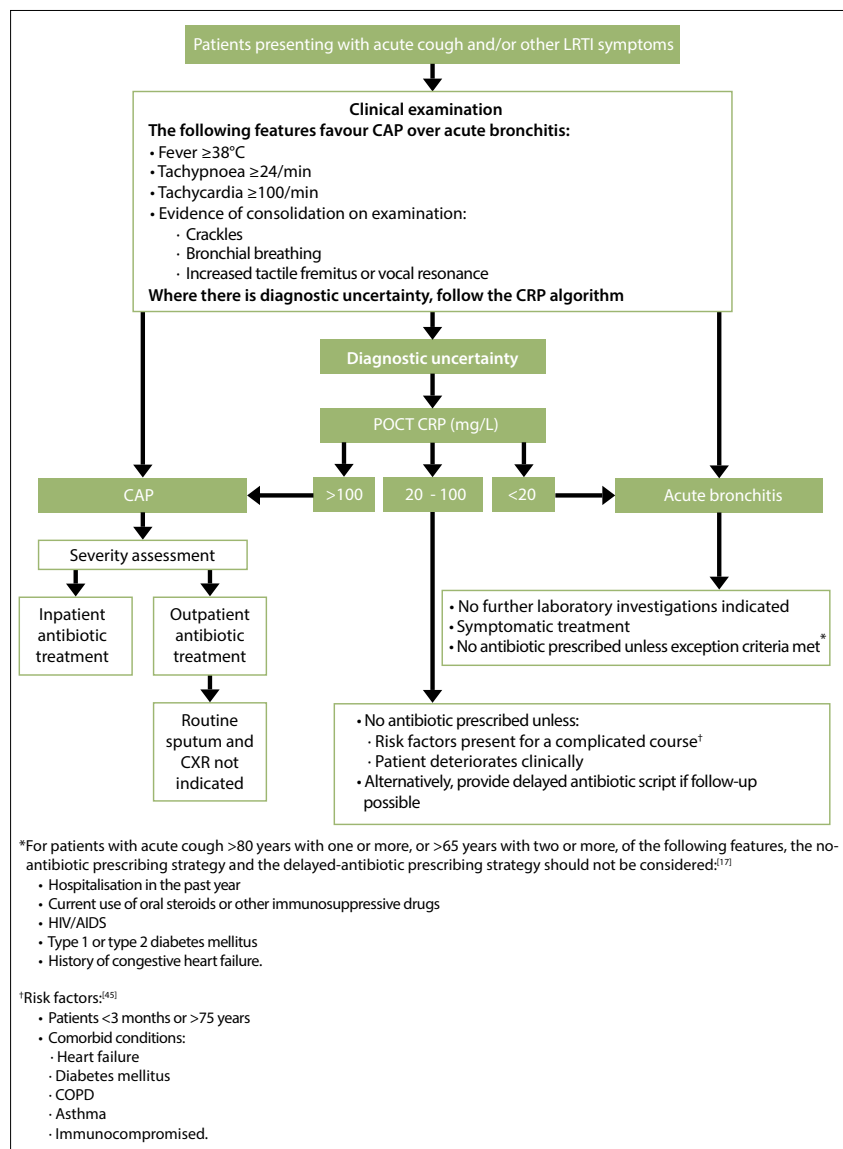 Patients presenting with acute cough and/or other LRTI symptoms
Clinical examination
The following features favour CAP over acute bronchitis:
• Fever ≥38°C
• Tachypnoea ≥24/min
• Tachycardia ≥100/min
• Evidence of consolidation on examination:
· Crackles
· Bronchial breathing
· Increased tactile fremitus or vocal resonance
Where there is diagnostic uncertainty, follow the CRP algorithm
Diagnostic uncertainty
POCT CRP (mg/L)
CAP
>100
20 - 100
<20
Acute bronchitis
Severity assessment
Inpatient
antibiotic
treatment
Outpatient
antibiotic
treatment
Routine
sputum and
CXR not
indicated
• No further laboratory investigations indicated
• Symptomatic treatment
• No antibiotic prescribed unless exception criteria met*
• No antibiotic prescribed unless:
· Risk factors present for a complicated course†
· Patient deteriorates clinically
• Alternatively, provide delayed antibiotic script if follow-up
possible
*For patients with acute cough >80 years with one or more, or >65 years with two or more, of the following features, the no-
antibiotic prescribing strategy and the delayed-antibiotic prescribing strategy should not be considered:[17]
• Hospitalisation in the past year
• Current use of oral steroids or other immunosuppressive drugs
• HIV/AIDS
• Type 1 or type 2 diabetes mellitus
• History of congestive heart failure.
†Risk factors:[45]
• Patients <3 months or >75 years
• Comorbid conditions:
· Heart failure
· Diabetes mellitus
· COPD
· Asthma
· Immunocompromised.